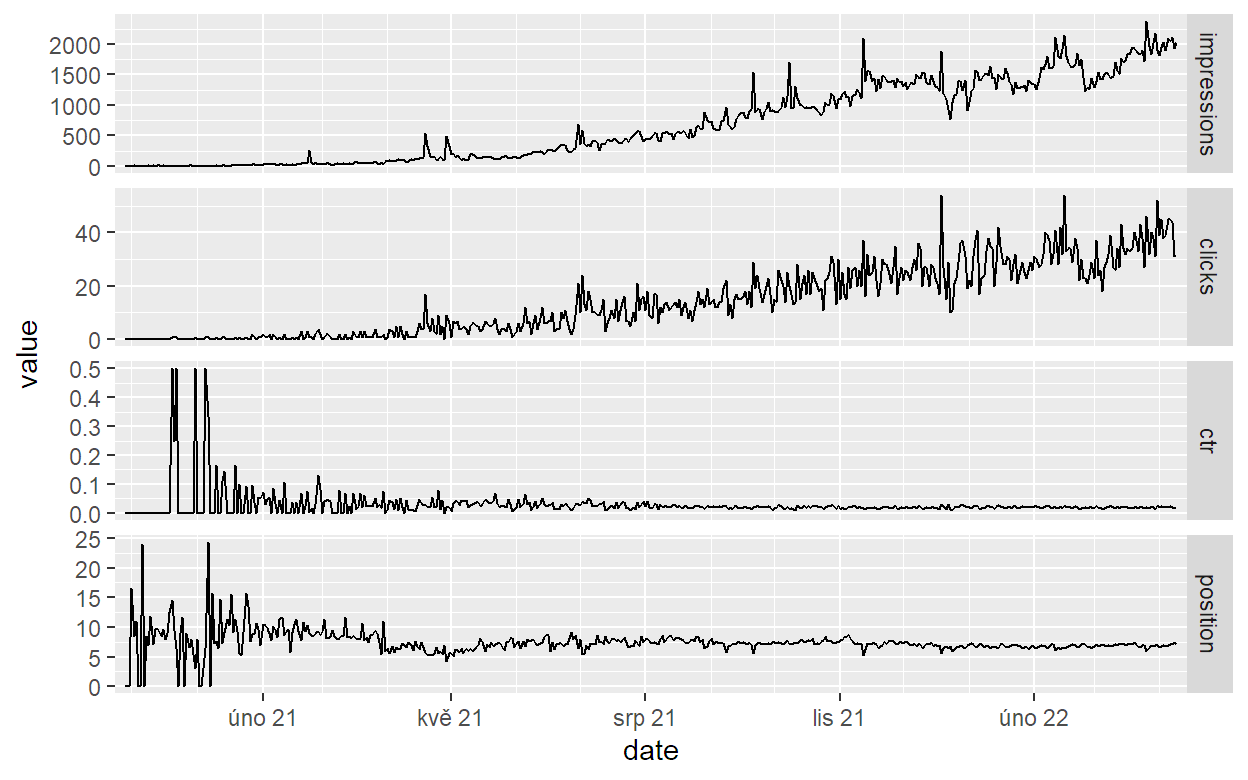 value
2000
1500
1000
500
0
impressions
40
20
0
clicks
0.5
0.4
0.3
0.2
0.1
0.0
ctr
25
20
15
10
5
0
position
úno 21
kvě 21
srp 21
lis 21
úno 22
date